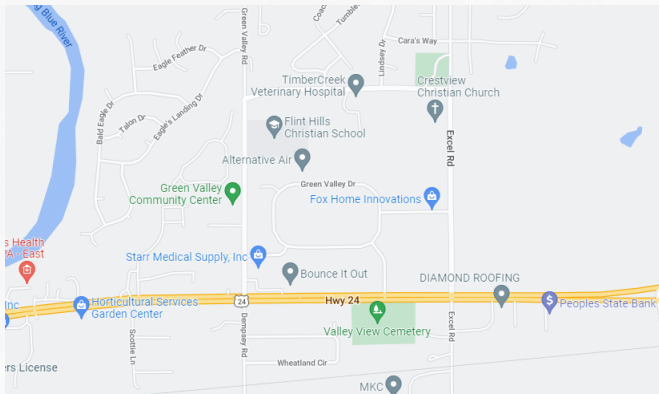 g Blue River
Green Valley Rd
Coac
Tumble
Lindsey Dr
Cara's Way
Eagle Feather Dr
TimberCreek
Veterinary Hospital
Crestview
Christian Church
Bald Eagle Dr
Talon Dr
Eagle's Landing Dr
Flint Hills
Christian School
Excel Rd
Alternative Air
Green Valley
Community Center
Green Valley Dr
Fox Home Innovations
s Health
East
Starr Medical Supply, Inc
Bounce It Out
DIAMOND ROOFING
Inc
Horticultural Services
Garden Center
24
Hwy 24
Peoples State Bank
Scottie Ln
Dempsey Rd
Valley View Cemetery
Excel Rd
Wheatland Cir
ers License
MKC